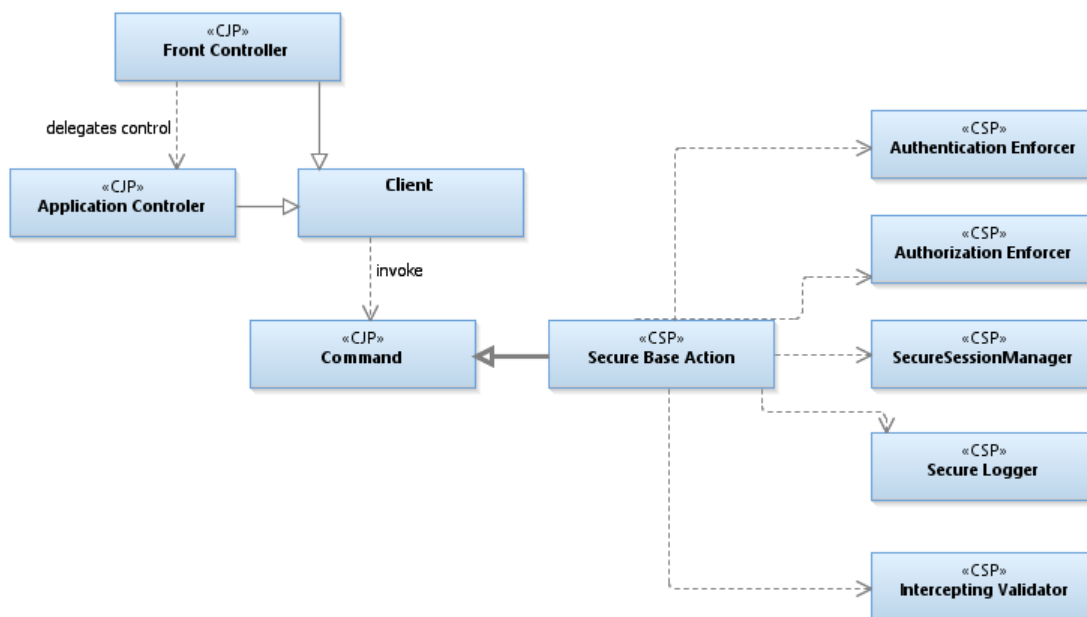 «CJP»
Front Controller
delegates control
«CJP»
Application Controler
Client
invoke
«CJP»
Command
«CSP»
Secure Base Action
«CSP»
Authentication Enforcer
«CSP»
Authorization Enforcer
«CSP»
SecureSessionManager
«CSP»
Secure Logger
«CSP»
Intercepting Validator